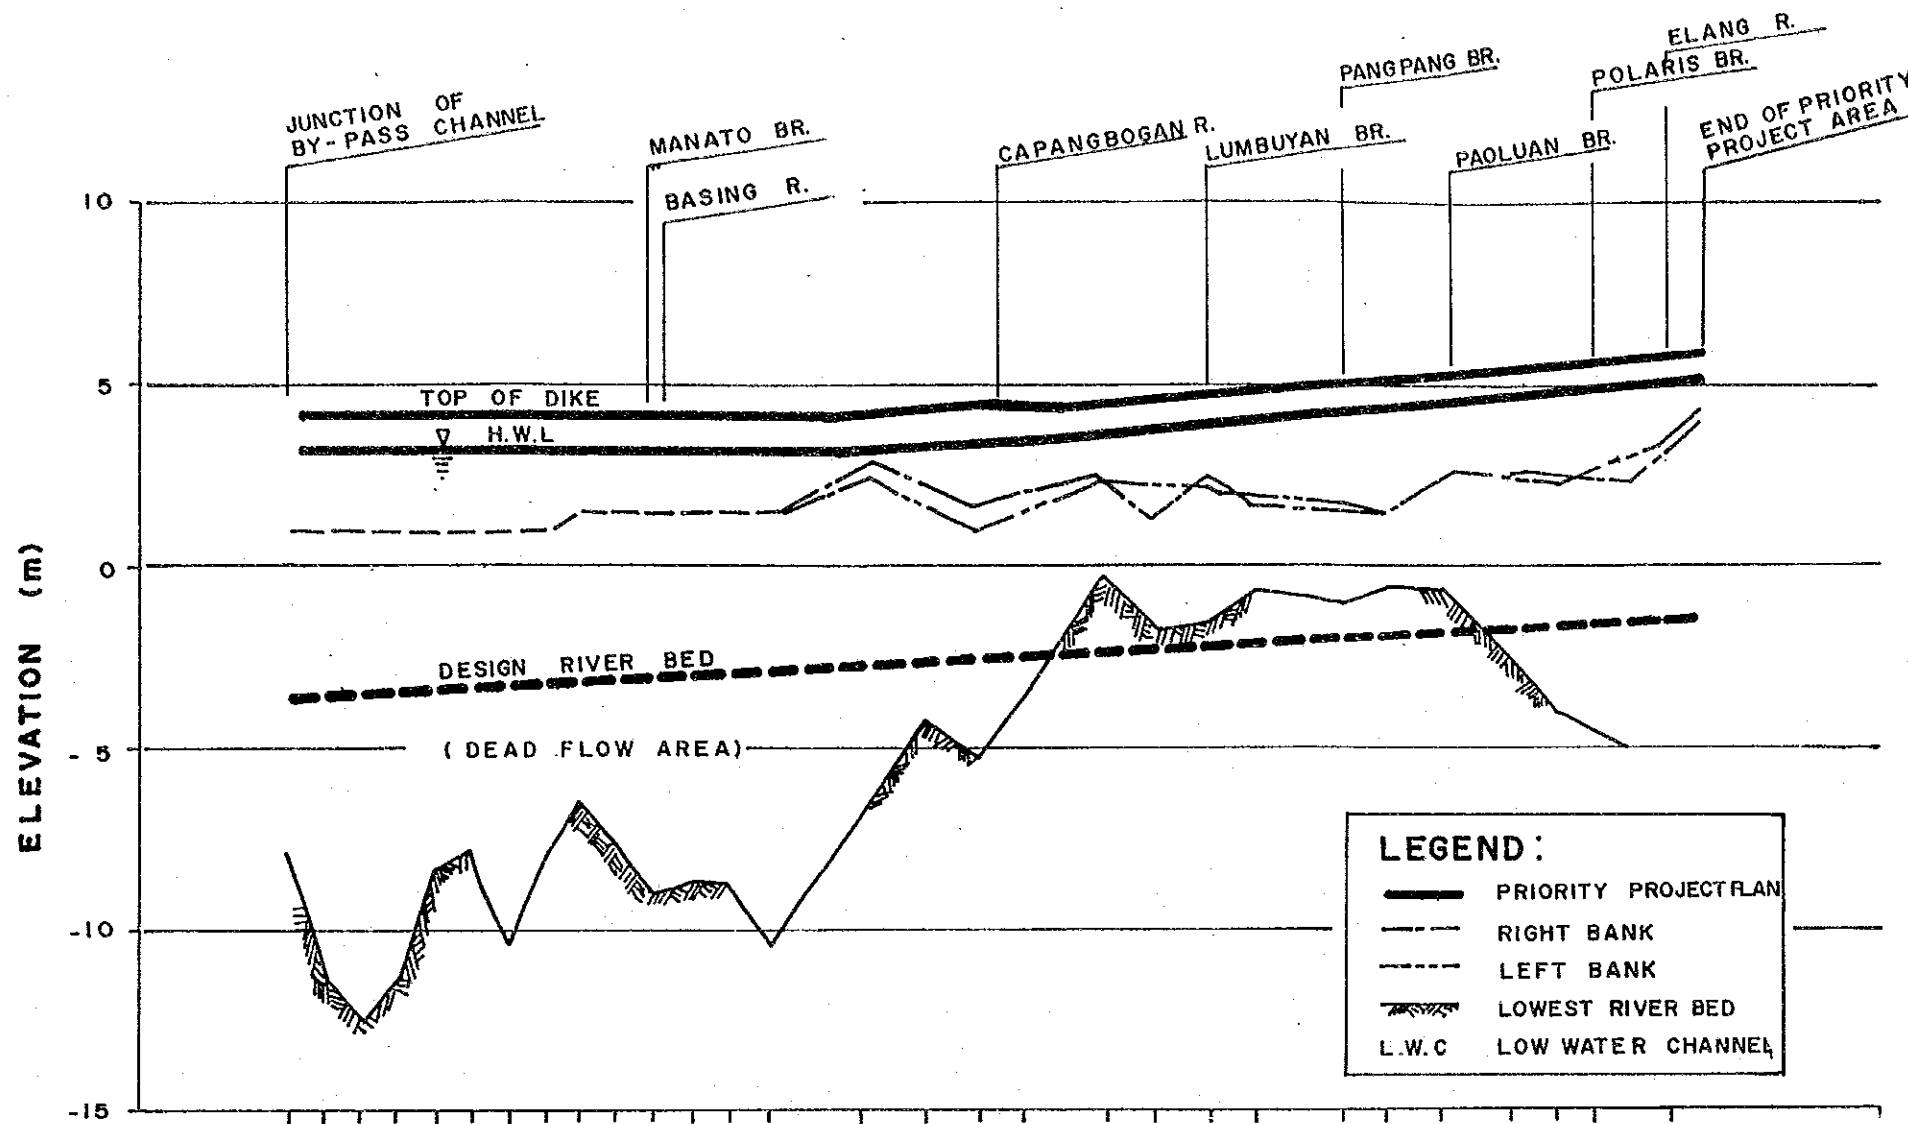 ELANG R.
PANGPANG BR.
POLARIS BR.
JUNCTION OF
BY-PASS CHANNEL
MANATO BR.
CAPANGBOGAN R.
LUMBUYAN BR.
PAOLUAN BR.
END OF PRIORITY
PROJECT AREA
BASING R.
10
5
TOP OF DIKE
H.W.L
0
DESIGN RIVER BED
-5
(DEAD FLOW AREA)
-10
-15
ELEVATION (m)
LEGEND:
PRIORITY PROJECT PLAN
RIGHT BANK
LEFT BANK
LOWEST RIVER BED
L.W.C LOW WATER CHANNEL